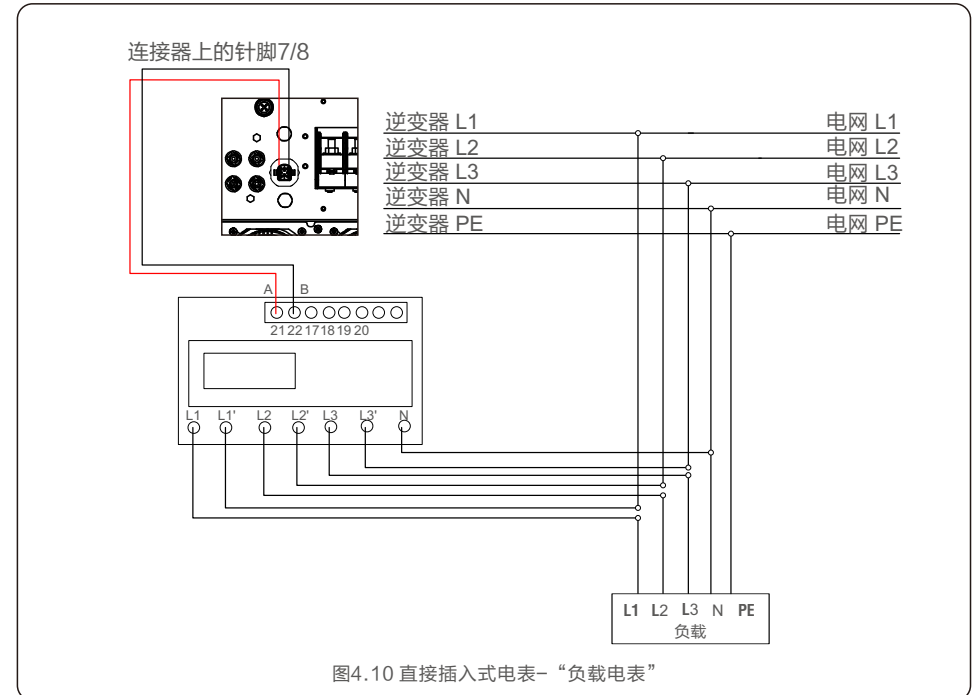 连接器上的针脚7/8
逆变器 L1 电网 L1
逆变器 L2 电网 L2
逆变器 L3 电网 L3
逆变器 N 电网 N
逆变器 PE 电网 PE
A B
21 22 17 18 19 20
L1 L1' L2 L2' L3 L3' N
L1 L2 L3 N PE
负载
图4.10 直接插入式电表–“负载电表”